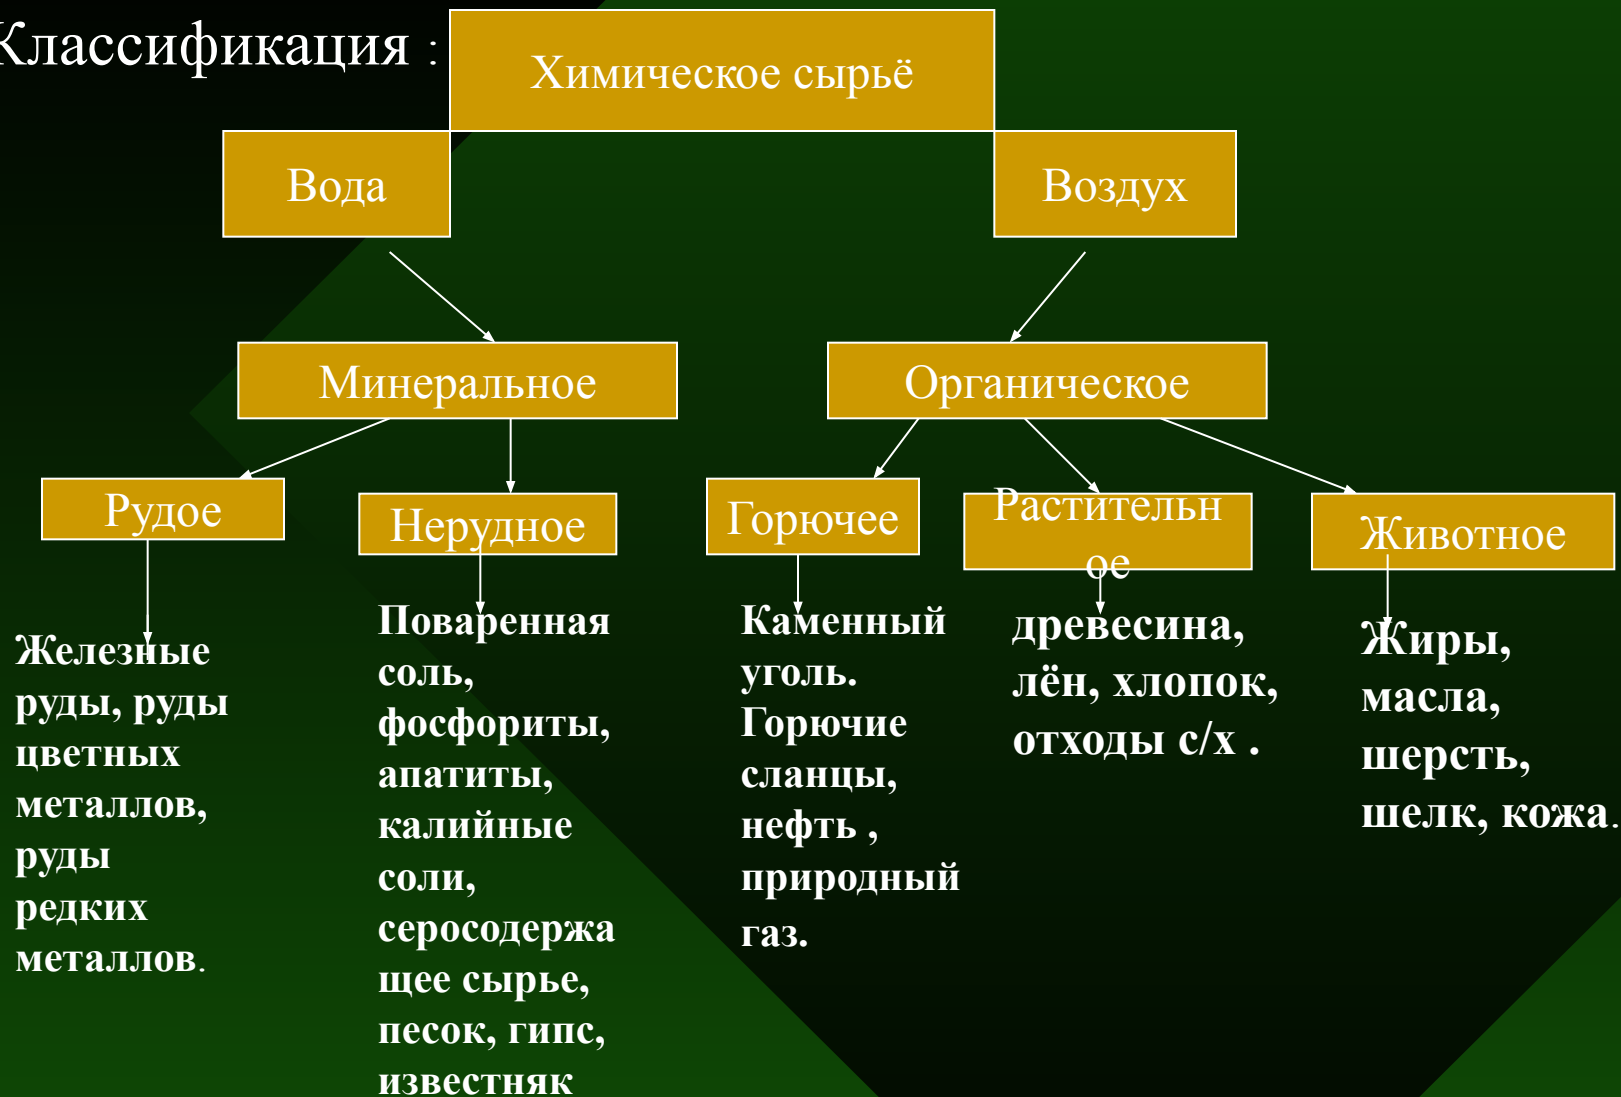 Классификация :
Химическое сырьё
Вода
Воздух
Минеральное
Органическое
Рудое
Нерудное
Горючее
Растительн
ое
Животное
Железные
руды, руды
цветных
металлов,
руды
редких
металлов.
Поваренная
соль,
фосфориты,
апатиты,
калийные
соли,
серосодержа
щее сырье,
песок, гипс,
известняк
Каменный
уголь.
Горючие
сланцы,
нефть ,
природный
газ.
древесина,
лён, хлопок,
отходы с/х .
Жиры,
масла,
шерсть,
шелк, кожа.